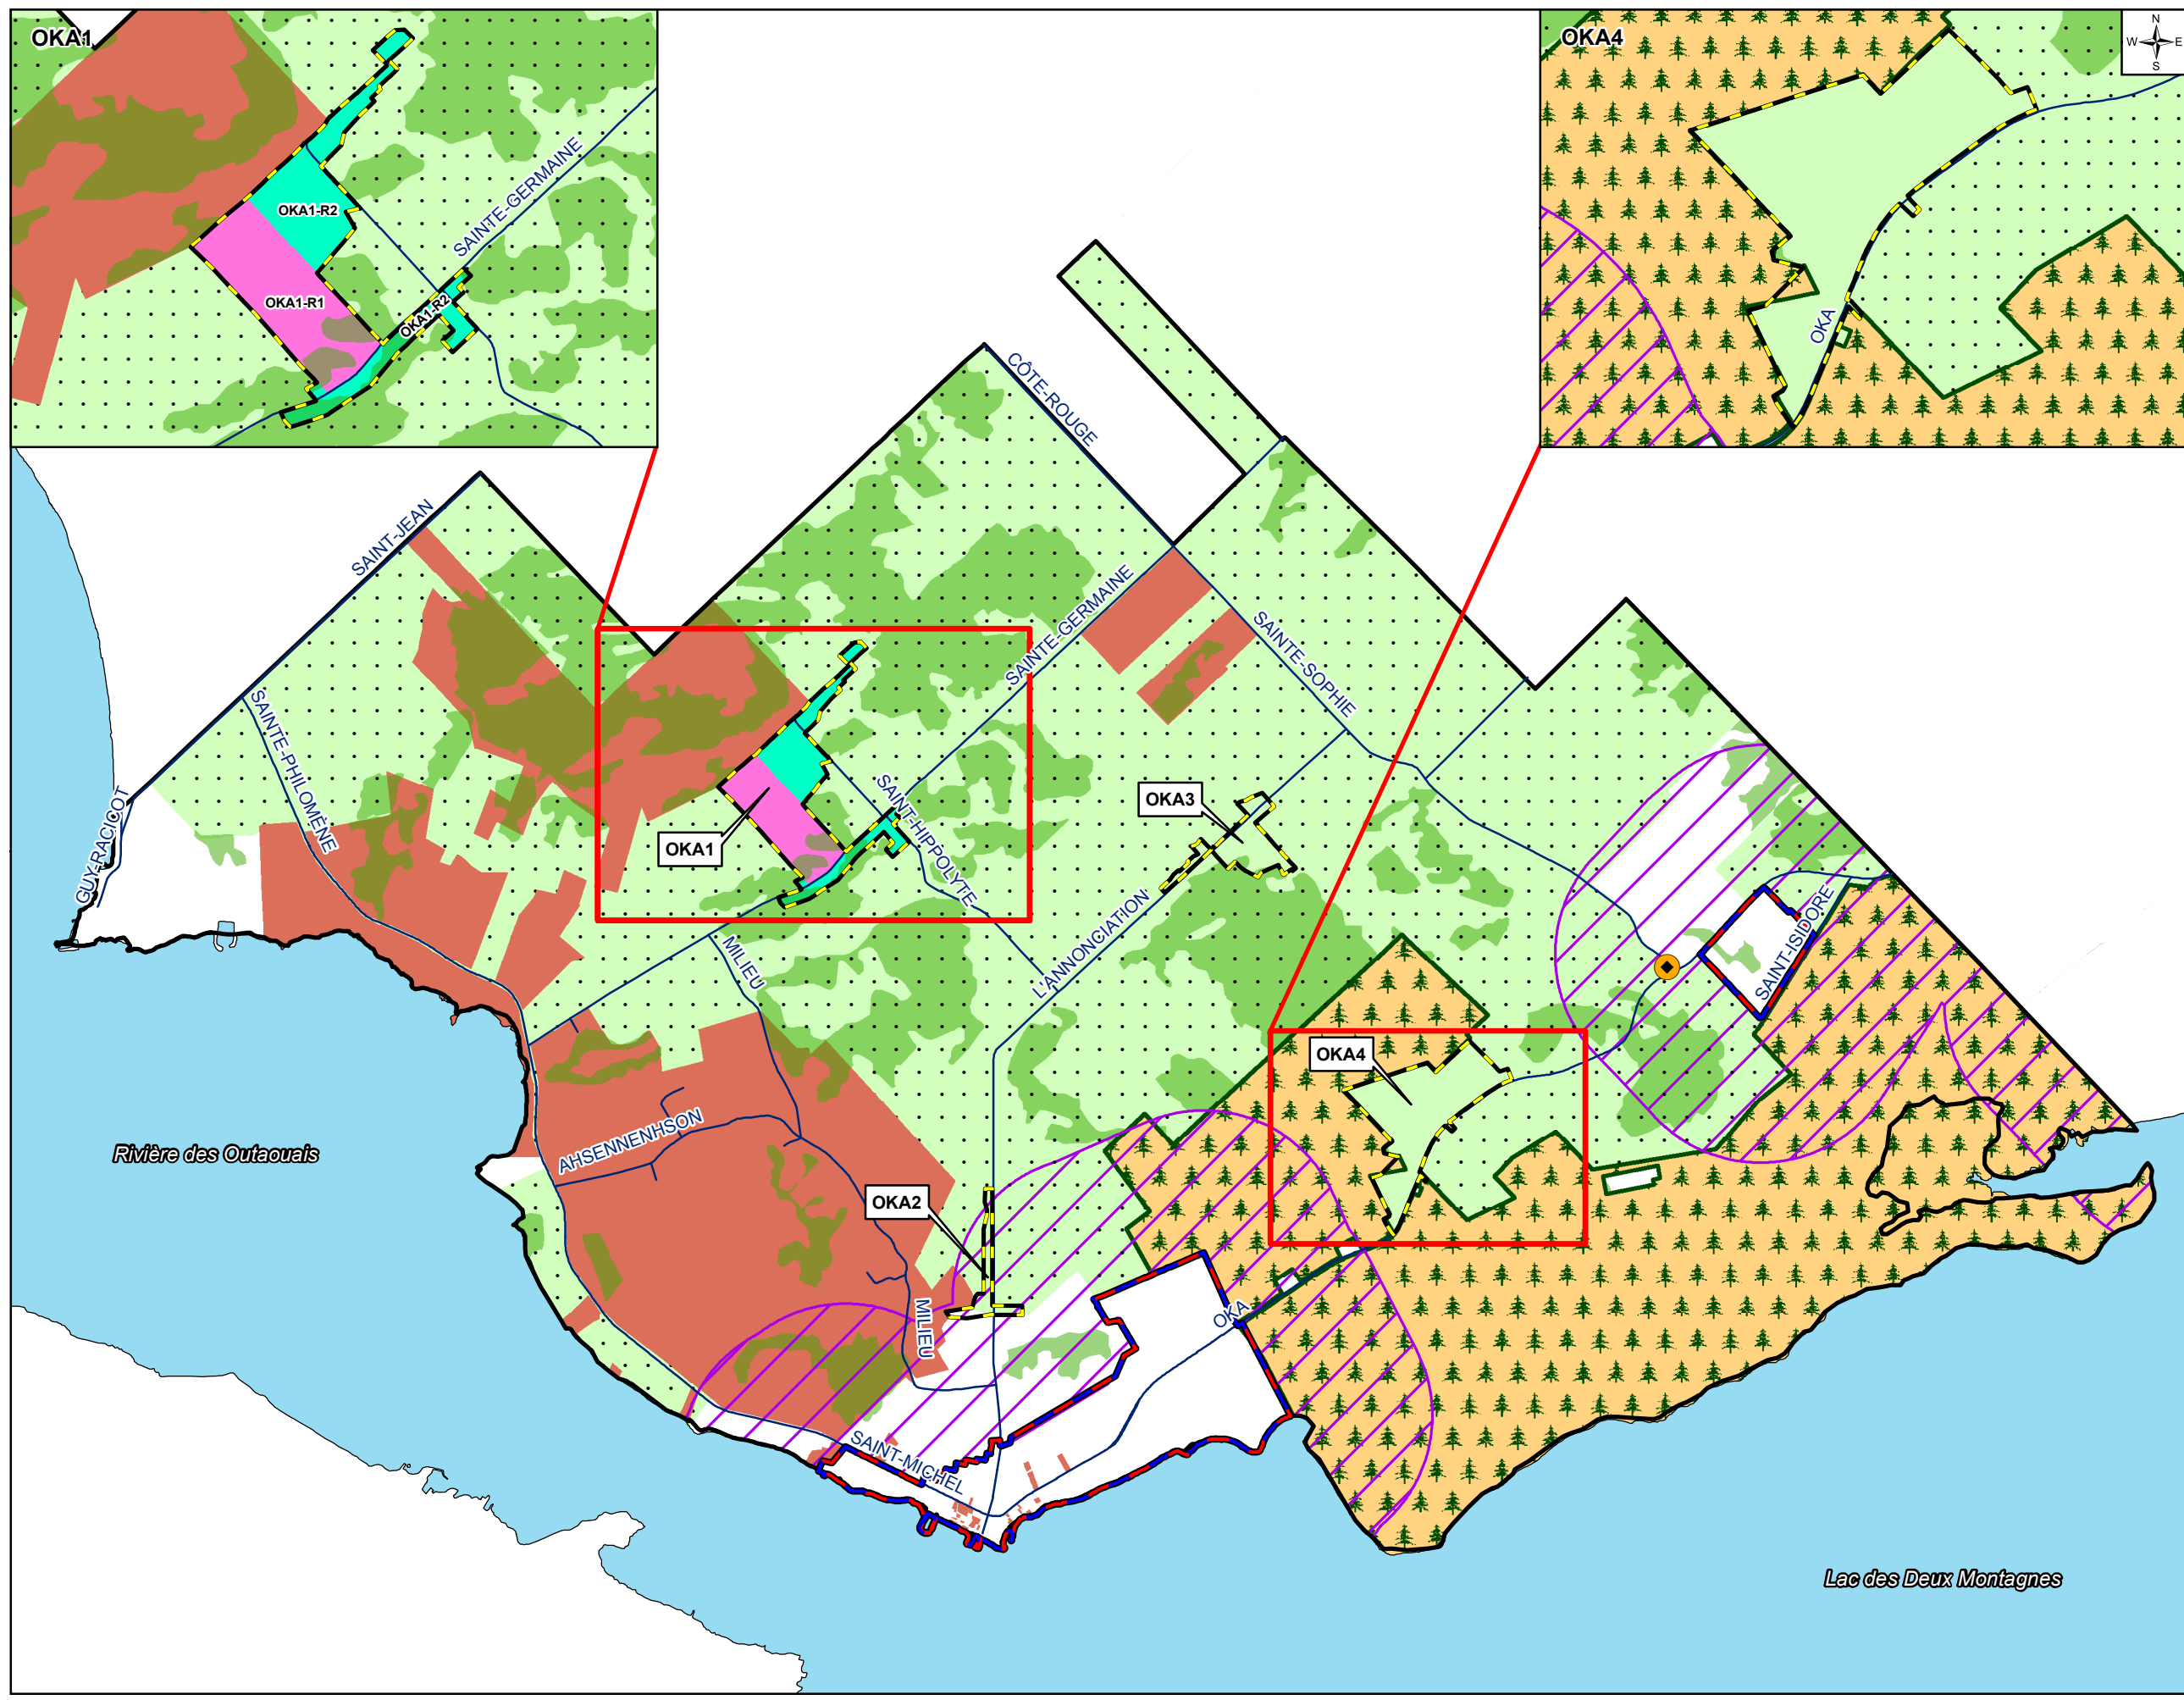 OKA1
OKA4
N
W E
S
SAINTE-GERMAINE
OKA1-R2
OKA1-R1
OKA1-R2
OKA
CÔTE-ROUGE
SAINT-JEAN
SAINTE-GERMAINE
SAINTE-SOPHIE
SAINTE-PHILOMÈNE
GUY-RACICOT
OKA1
SAINT-HIPPOLYTE
OKA3
MILIEU
L'ANNONCIATION
SAINT-ISIDORE
OKA4
AHSENNENHSON
Rivière des Outaouais
OKA2
MILIEU
OKA
SAINT-MICHEL
Lac des Deux Montagnes